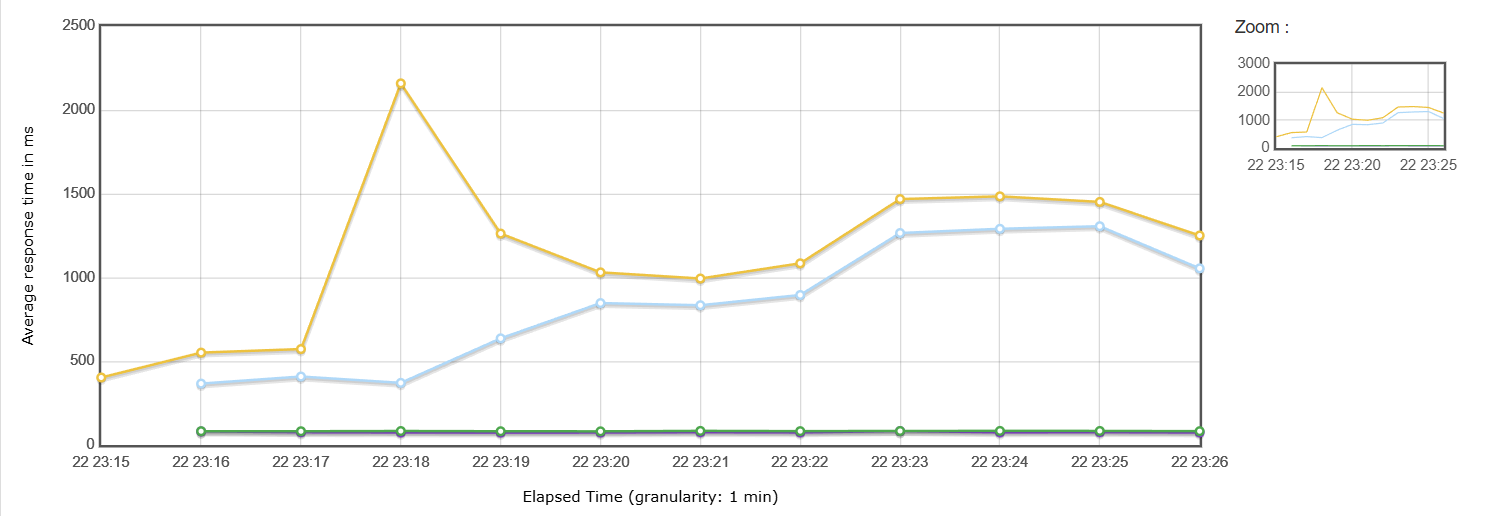 2500
2000
1500
1000
500
0
Average response time in ms
22 23:15 22 23:16 22 23:17 22 23:18 22 23:19 22 23:20 22 23:21 22 23:22 22 23:23 22 23:24 22 23:25 22 23:26
Elapsed Time (granularity: 1 min)
Zoom :
3000
2000
1000
0
22 23:15 22 23:20 22 23:25